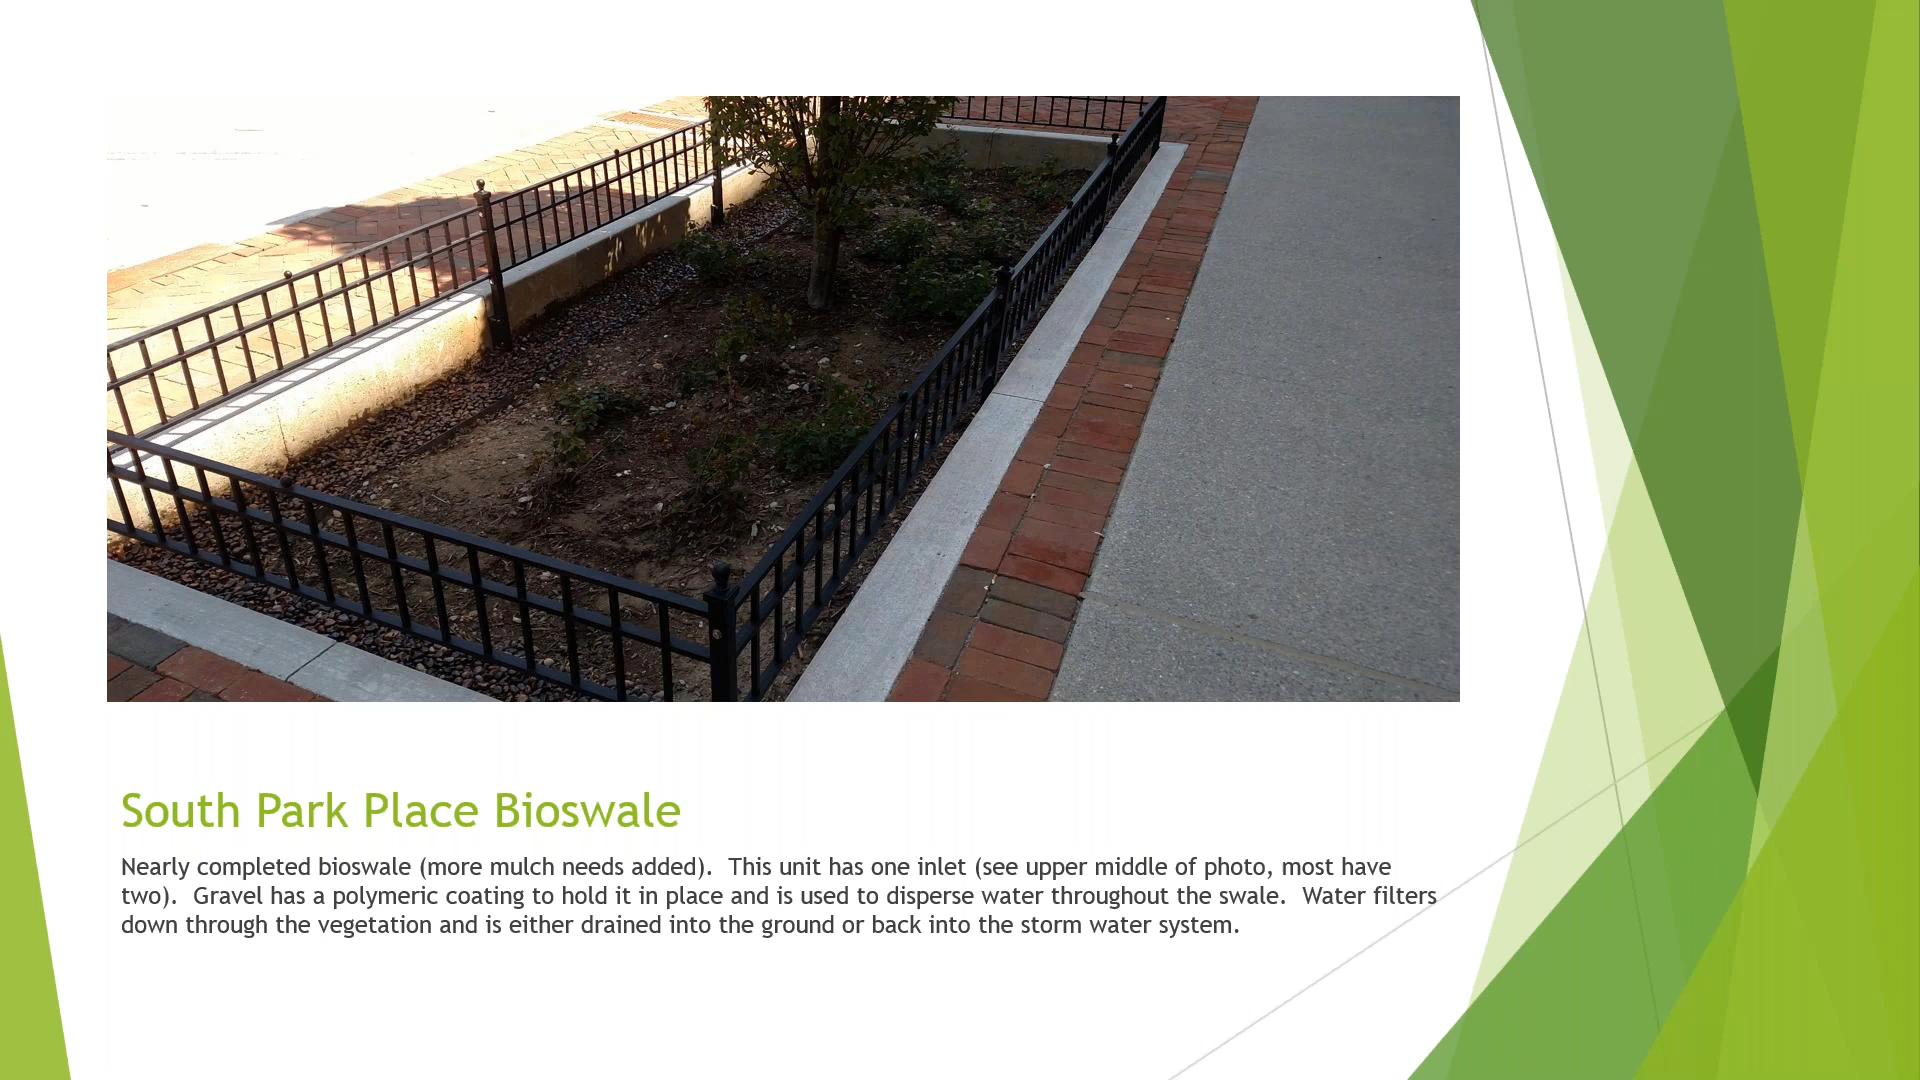 South Park Place Bioswale
Nearly completed bioswale (more mulch needs added).  This unit has one inlet (see upper middle of photo, most have
two).  Gravel has a polymeric coating to hold it in place and is used to disperse water throughout the swale.  Water filters
down through the vegetation and is either drained into the ground or back into the storm water system.